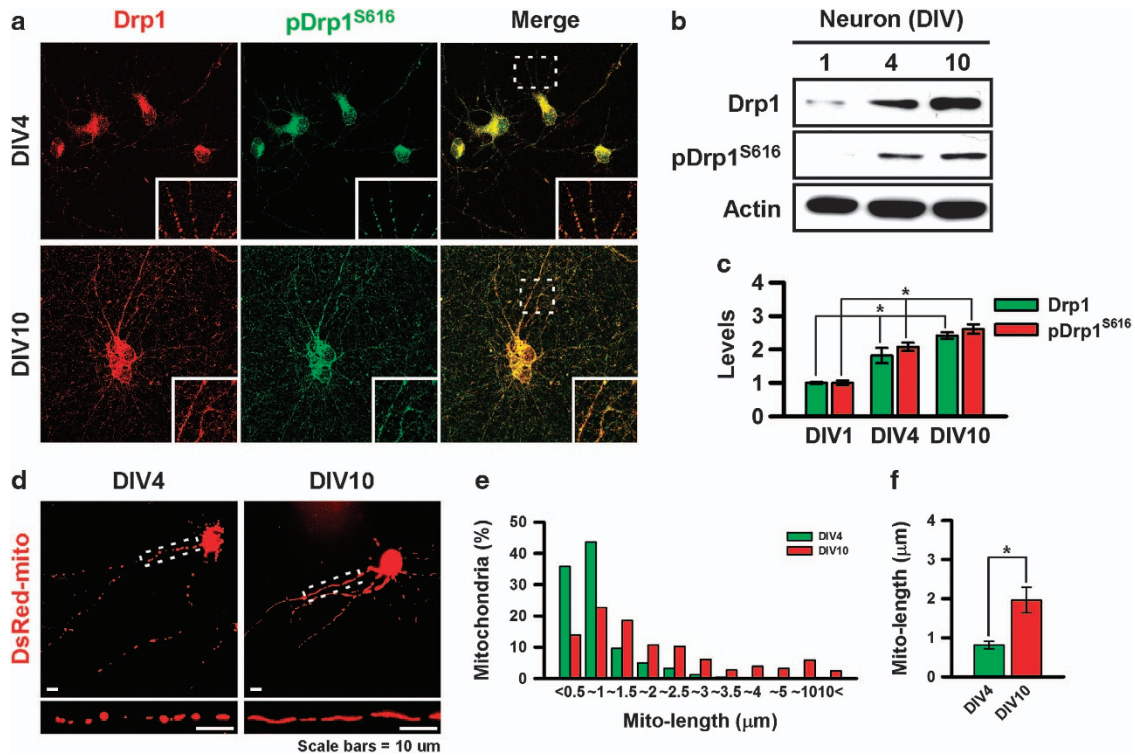 a
Drp1 pDrp1S616 Merge
DIV4
DIV10
b
Neuron (DIV)
1 4 10
Drp1
pDrp1S616
Actin
c
Levels
4
3
2
1
0
* *
DIV1 DIV4 DIV10
Drp1
pDrp1S616
d
DIV4 DIV10
DsRed-mito
Scale bars = 10 um
e
Mitochondria (%)
50
40
30
20
10
0
<0.5 ~1 ~1.5 ~2 ~2.5 ~3 ~3.5 ~4 ~5 ~10 10<
Mito-length (μm)
DIV4
DIV10
f
Mito-length (μm)
4
3
2
1
0
*
DIV4 DIV10